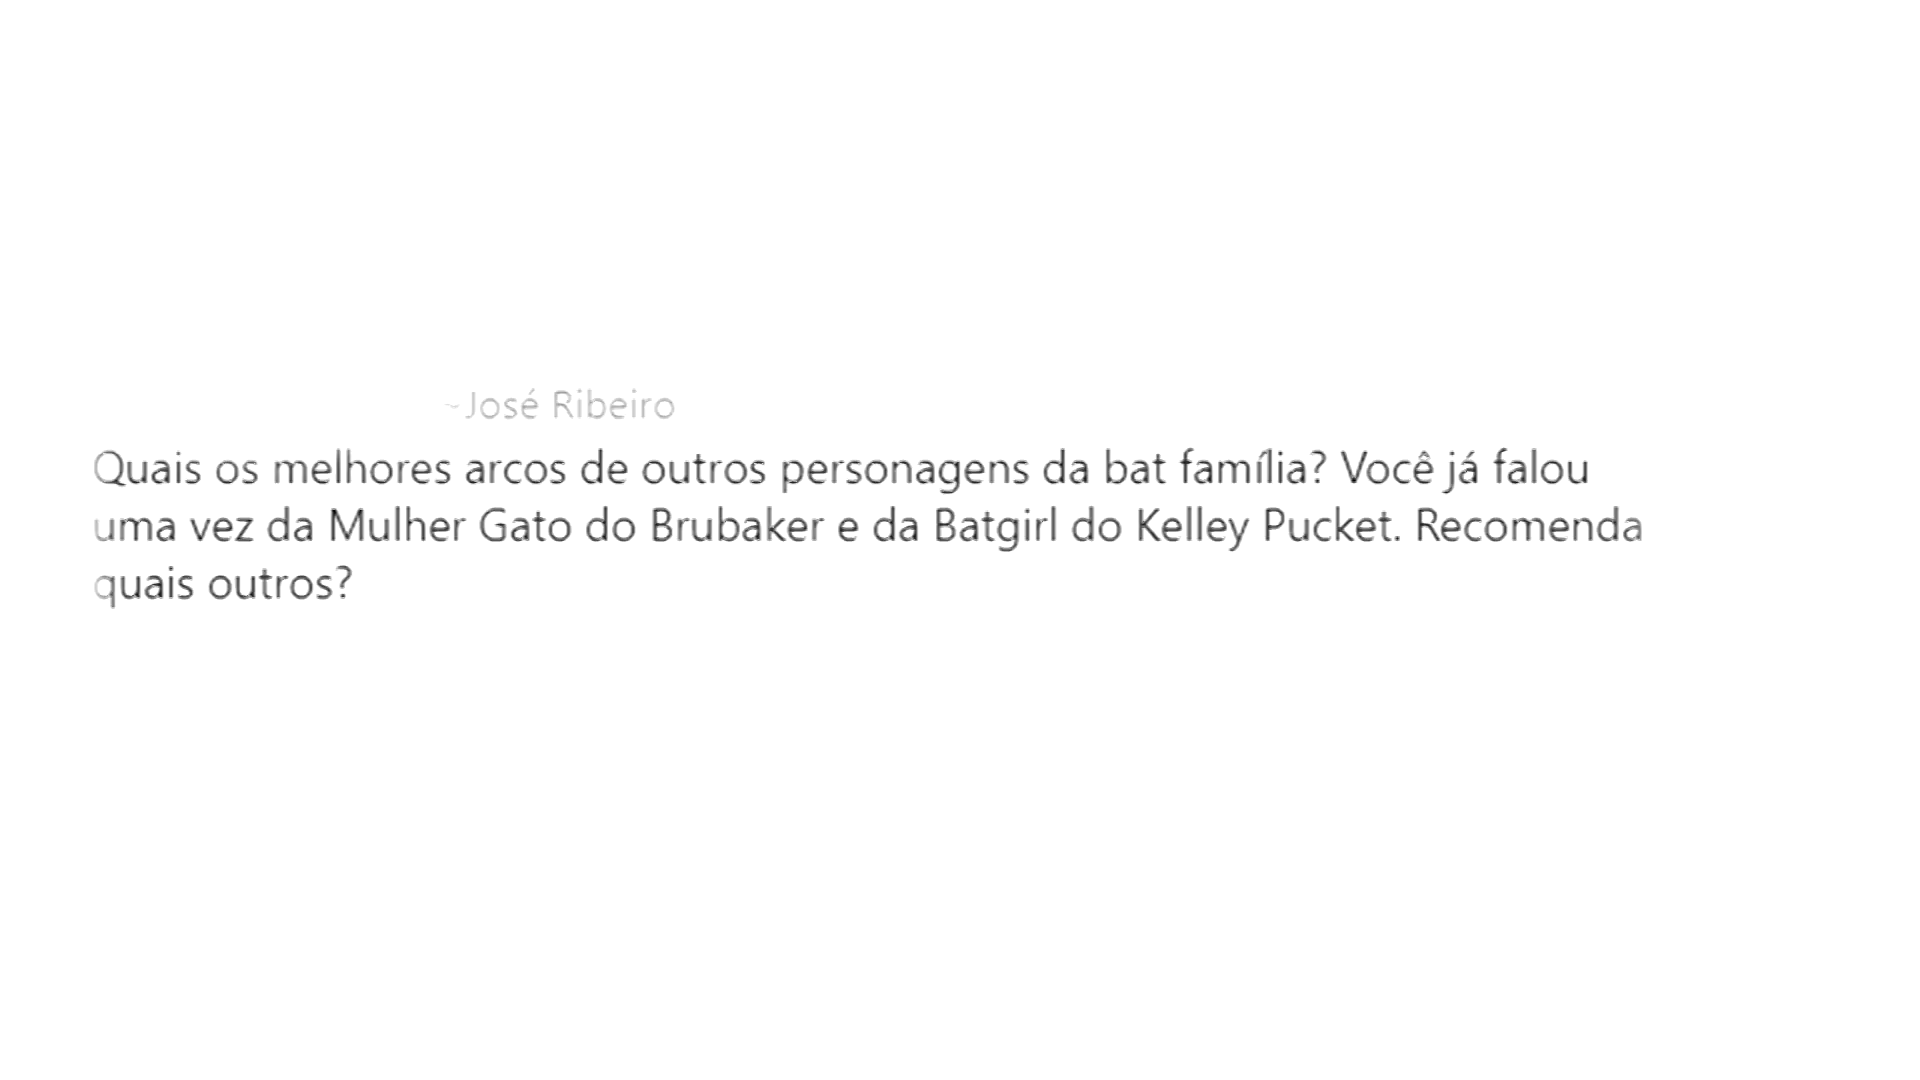 ~José Ribeiro
Quais os melhores arcos de outros personagens da bat família? Você já falou
uma vez da Mulher Gato do Brubaker e da Batgirl do Kelley Pucket. Recomenda
quais outros?